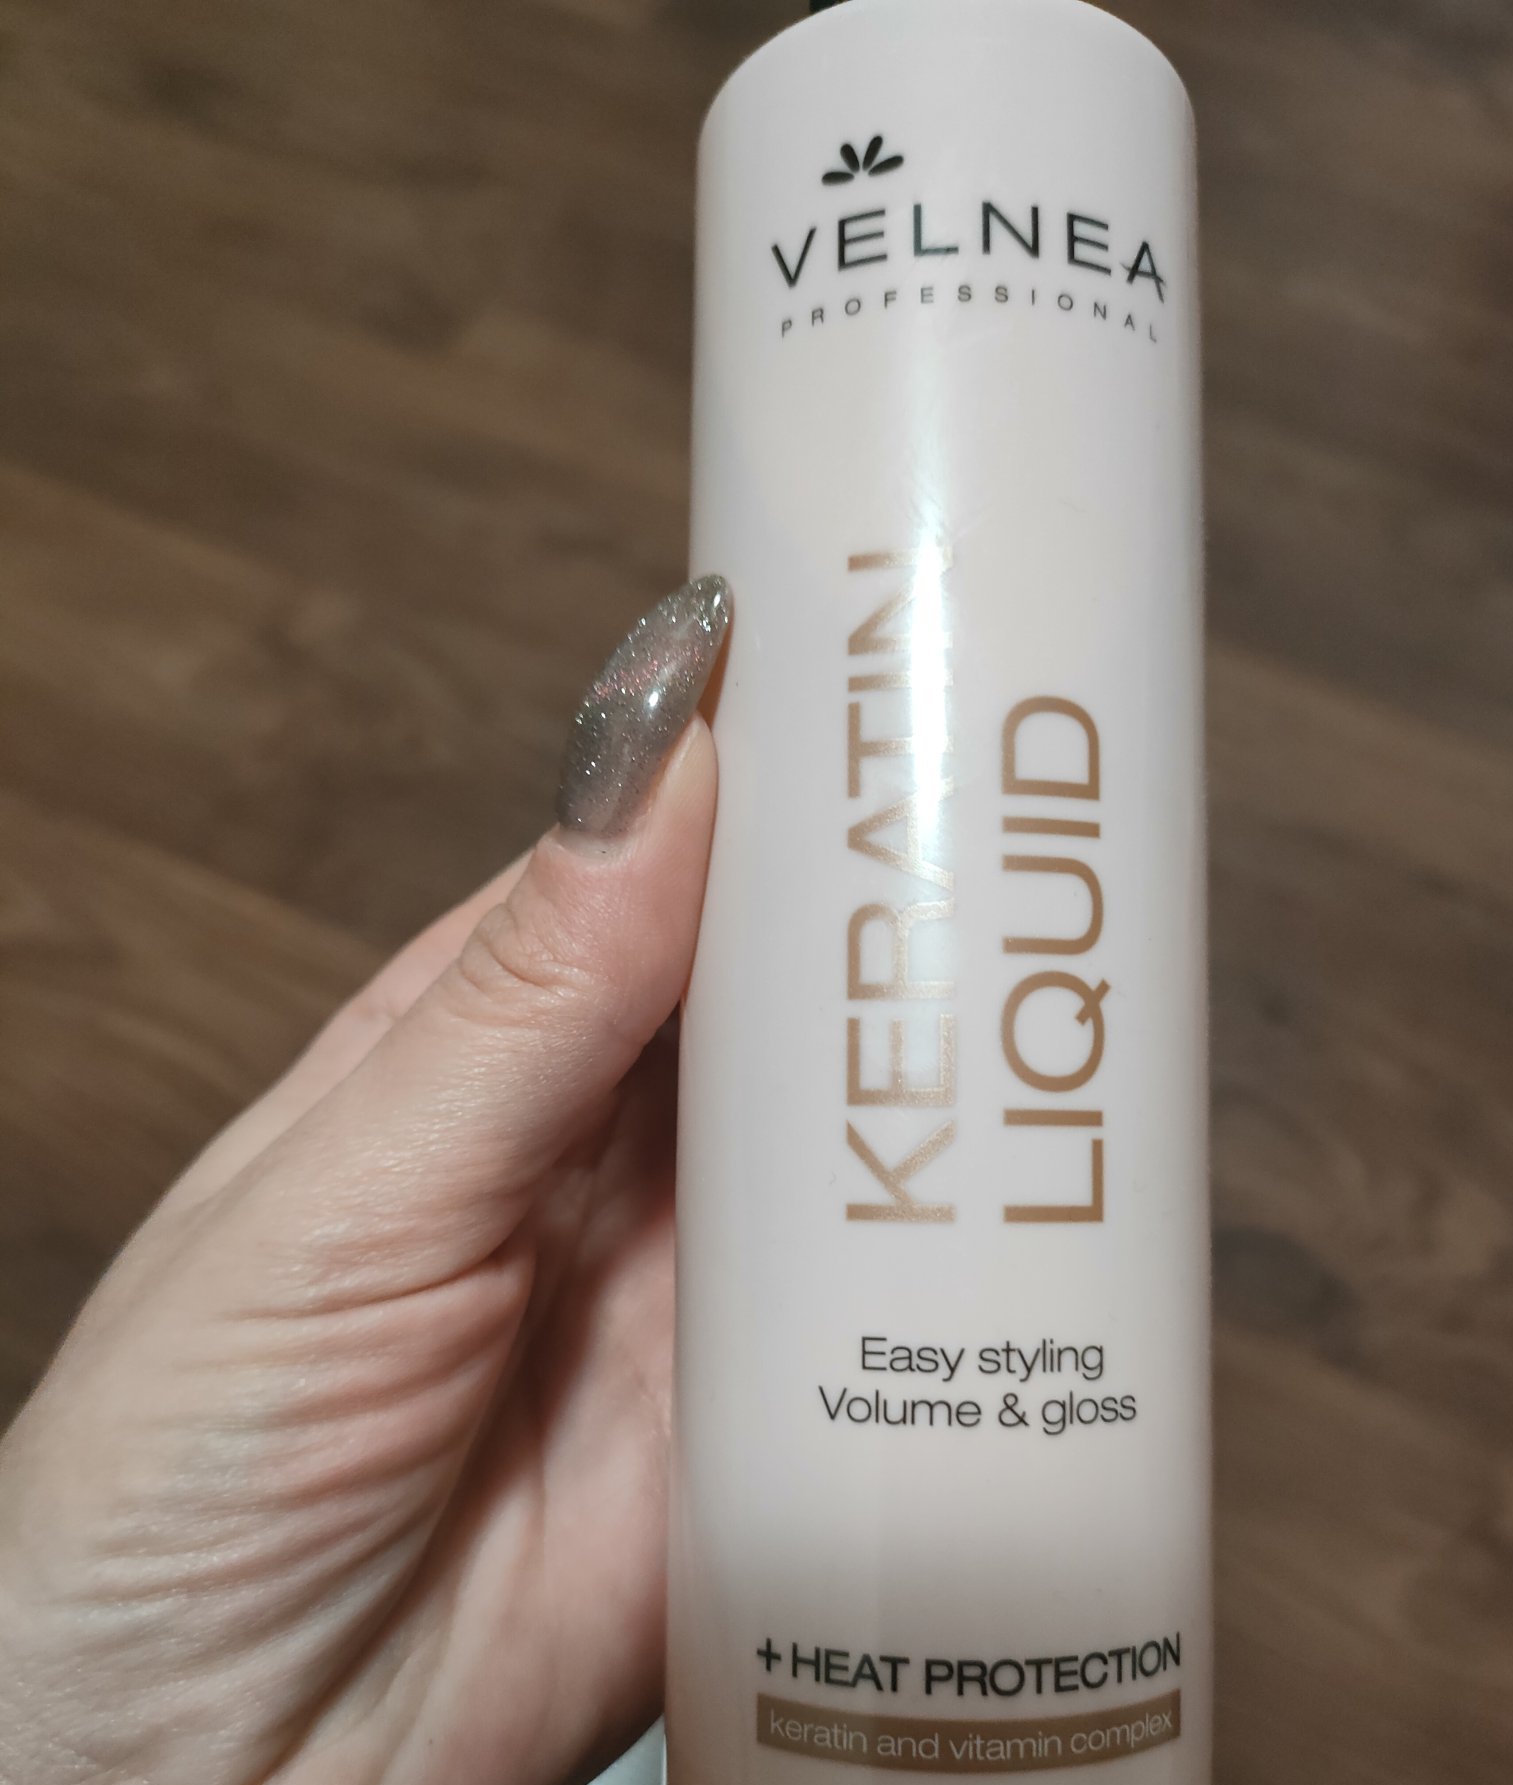 VELNEA
PROFESSIONAL
KERATIN
LIQUID
Easy styling
Volume & gloss
+HEAT PROTECTION
keratin and vitamin complex